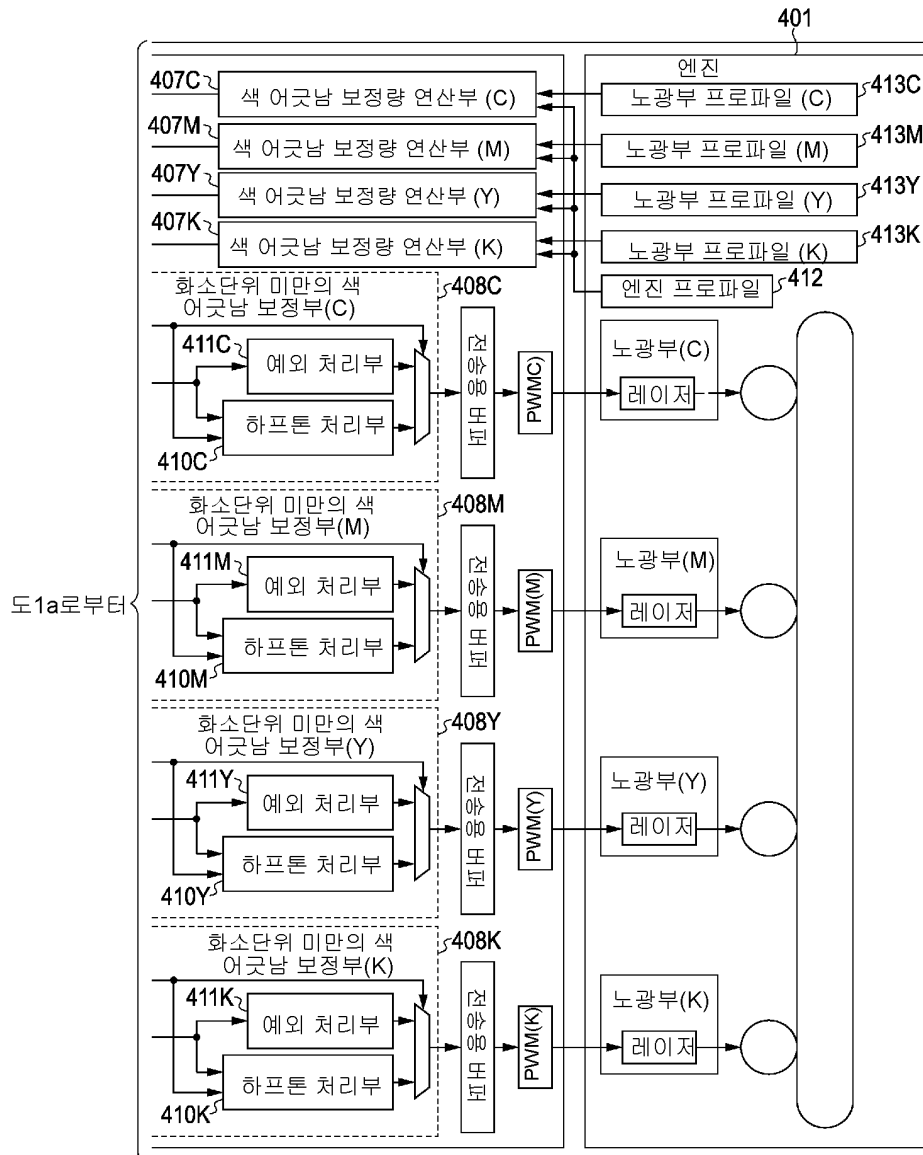 401
엔진
407C
색 어긋남 보정량 연산부 (C)
노광부 프로파일 (C)
413C
407M
색 어긋남 보정량 연산부 (M)
노광부 프로파일 (M)
413M
407Y
색 어긋남 보정량 연산부 (Y)
노광부 프로파일 (Y)
413Y
407K
색 어긋남 보정량 연산부 (K)
노광부 프로파일 (K)
413K
엔진 프로파일
412
화소단위 미만의 색
어긋남 보정부(C)
408C
411C
예외 처리부
하프톤 처리부
410C
전송용 버퍼
PWMC
노광부(C)
레이저
화소단위 미만의 색
어긋남 보정부(M)
408M
411M
예외 처리부
하프톤 처리부
410M
전송용 버퍼
PWM(M)
노광부(M)
레이저
도1a로부터
화소단위 미만의 색
어긋남 보정부(Y)
408Y
411Y
예외 처리부
하프톤 처리부
410Y
전송용 버퍼
PWM(Y)
노광부(Y)
레이저
화소단위 미만의 색
어긋남 보정부(K)
408K
411K
예외 처리부
하프톤 처리부
410K
전송용 버퍼
PWM(K)
노광부(K)
레이저